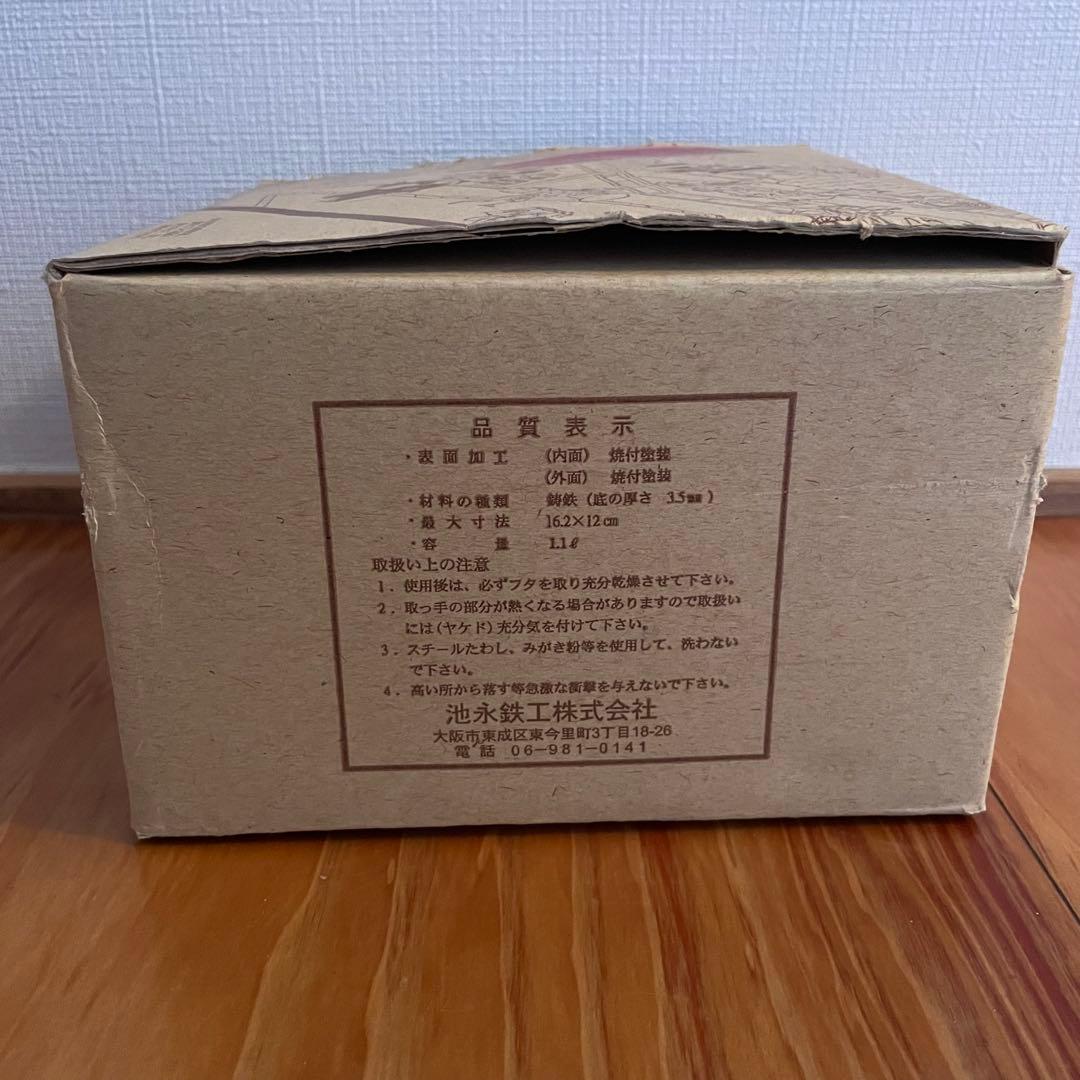 品質表示
・表面加工 (内面) 焼付塗装
(外面) 焼付塗装
・材料の種類 鋳鉄 (底の厚さ 3.5㎜)
・最大寸法 16.2×12㎝
・容量 1.1ℓ
取扱い上の注意
1. 使用後は、必ずフタを取り充分乾燥させて下さい。
2. 取っ手の部分が熱くなる場合がありますので取扱い
には(ヤケド)充分気を付けて下さい。
3. スチールたわし、みがき粉等を使用して、洗わない
で下さい。
4. 高い所から落す等急激な衝撃を与えないで下さい。
池永鉄工株式会社
大阪市東成区東今里町3丁目18-26
電話 06-981-0141